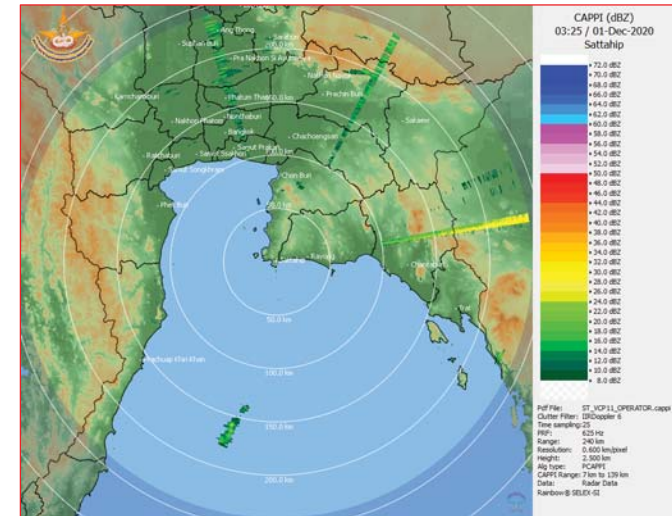 CAPPI (dBZ)
03:25 / 01-Dec-2020
Sattahip
72.0 dBZ
70.0 dBZ
68.0 dBZ
66.0 dBZ
64.0 dBZ
62.0 dBZ
60.0 dBZ
58.0 dBZ
56.0 dBZ
54.0 dBZ
52.0 dBZ
50.0 dBZ
48.0 dBZ
46.0 dBZ
44.0 dBZ
42.0 dBZ
40.0 dBZ
38.0 dBZ
36.0 dBZ
34.0 dBZ
32.0 dBZ
30.0 dBZ
28.0 dBZ
26.0 dBZ
24.0 dBZ
22.0 dBZ
20.0 dBZ
18.0 dBZ
16.0 dBZ
14.0 dBZ
12.0 dBZ
10.0 dBZ
8.0 dBZ
Pdf File: ST_VCP11_OPERATOR.cappi
Clutter Filter: IIRDoppler 6
Time sampling: 25
PRF: 625 Hz
Range: 240 km
Resolution: 0.600 km/pixel
Height: 2.500 km
Alg type: PCAPPI
CAPPI Range: 7 km to 139 km
Data: Radar Data
Rainbow® SELEX-SI
Ang Thong
Suphan Buri
Saraburi
200.0 km
Pra Nakhon Si Ayutthaya
Kanchanaburi
Prachin Buri
Nonthaburi
Nakhon Pathom
Sakaew
Bangkok
Chachoengsao
Ratchaburi
Samut Sakhon
Samut Prakan
Samut Songkhram
Chon Buri
Rayong
Trat
50.0 km
100.0 km
150.0 km
200.0 km